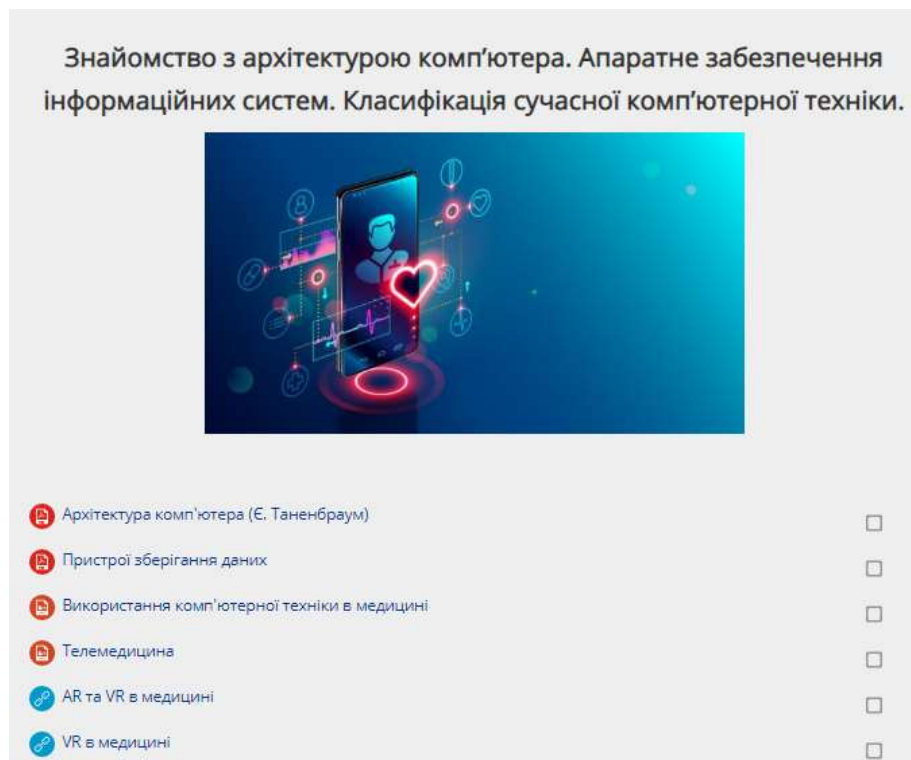 Знайомство з архітектурою комп’ютера. Апаратне забезпечення
інформаційних систем. Класифікація сучасної комп’ютерної техніки.
Архітектура комп'ютера (Є. Таненбраум)
Пристрої зберігання даних
Використання комп'ютерної техніки в медицині
Телемедицина
AR та VR в медицині
VR в медицині